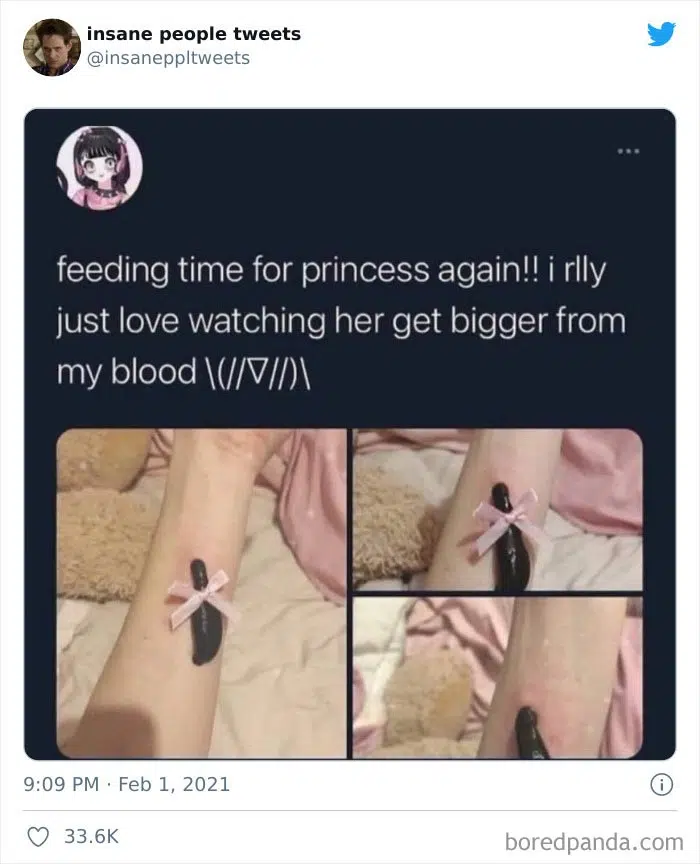 insane people tweets
@insaneppltweets
feeding time for princess again!! i rlly
just love watching her get bigger from
my blood \(//∇//)\
9:09 PM · Feb 1, 2021
33.6K
boredpanda.com